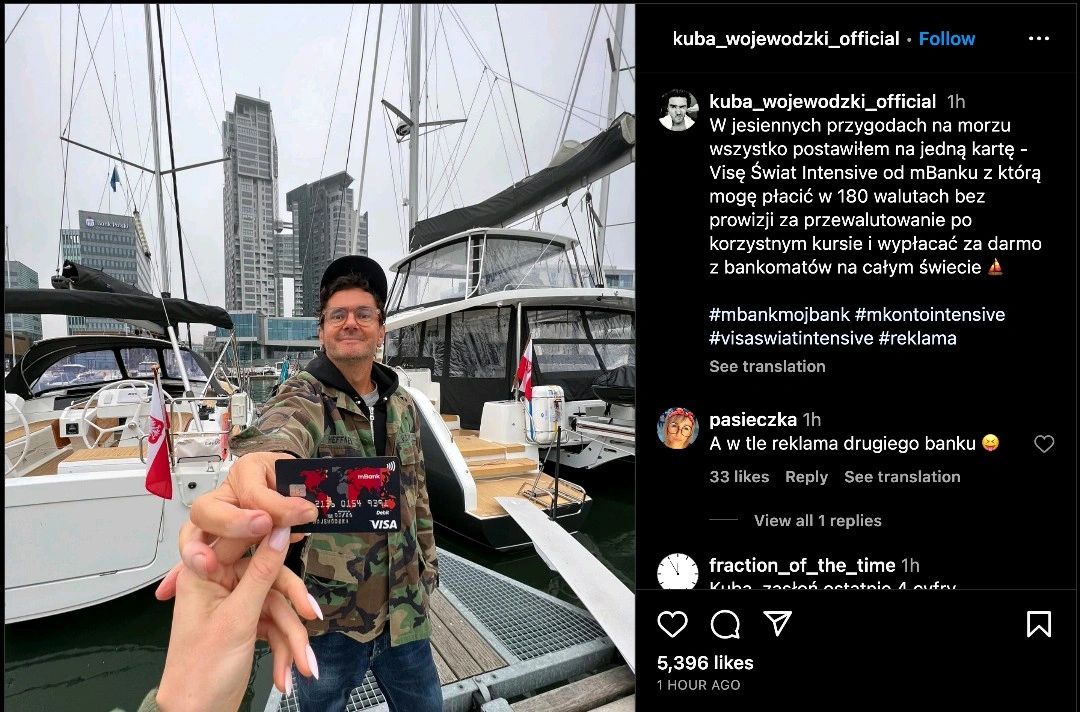 kuba_wojewodzki_official • Follow
kuba_wojewodzki_official 1h
W jesiennych przygodach na morzu
wszystko postawiłem na jedną kartę -
Visę Świat Intensive od mBanku z którą
mogę płacić w 180 walutach bez
prowizji za przewalutowanie po
korzystnym kursie i wypłacać za darmo
z bankomatów na całym świecie ⛵
#mbankmojbank #mkontointensive
#visaswiatintensive #reklama
See translation
pasieczka 1h
A w tle reklama drugiego banku 😝
33 likes Reply See translation
View all 1 replies
fraction_of_the_time 1h
Kuba, zasłoń ostatnie 4 cyfry
5,396 likes
1 HOUR AGO
Bank Polski
HEFFNER
mBank
Debit
VISA